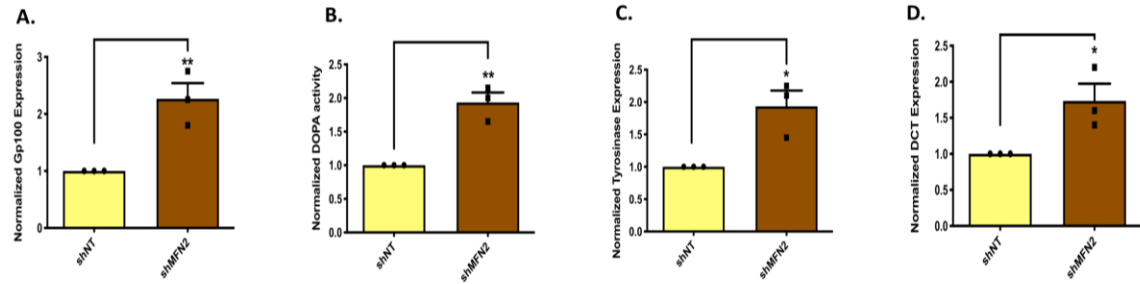 A.
Normalized Gp100 Expression
3
2
1
0
**
shNT
shMFN2
B.
Normalized DOPA activity
2.5
2.0
1.5
1.0
0.5
0.0
**
shNT
shMFN2
C.
Normalized Tyrosinase Expression
2.5
2.0
1.5
1.0
0.5
0.0
*
shNT
shMFN2
D.
Normalized DCT Expression
2.5
2.0
1.5
1.0
0.5
0.0
*
shNT
shMFN2